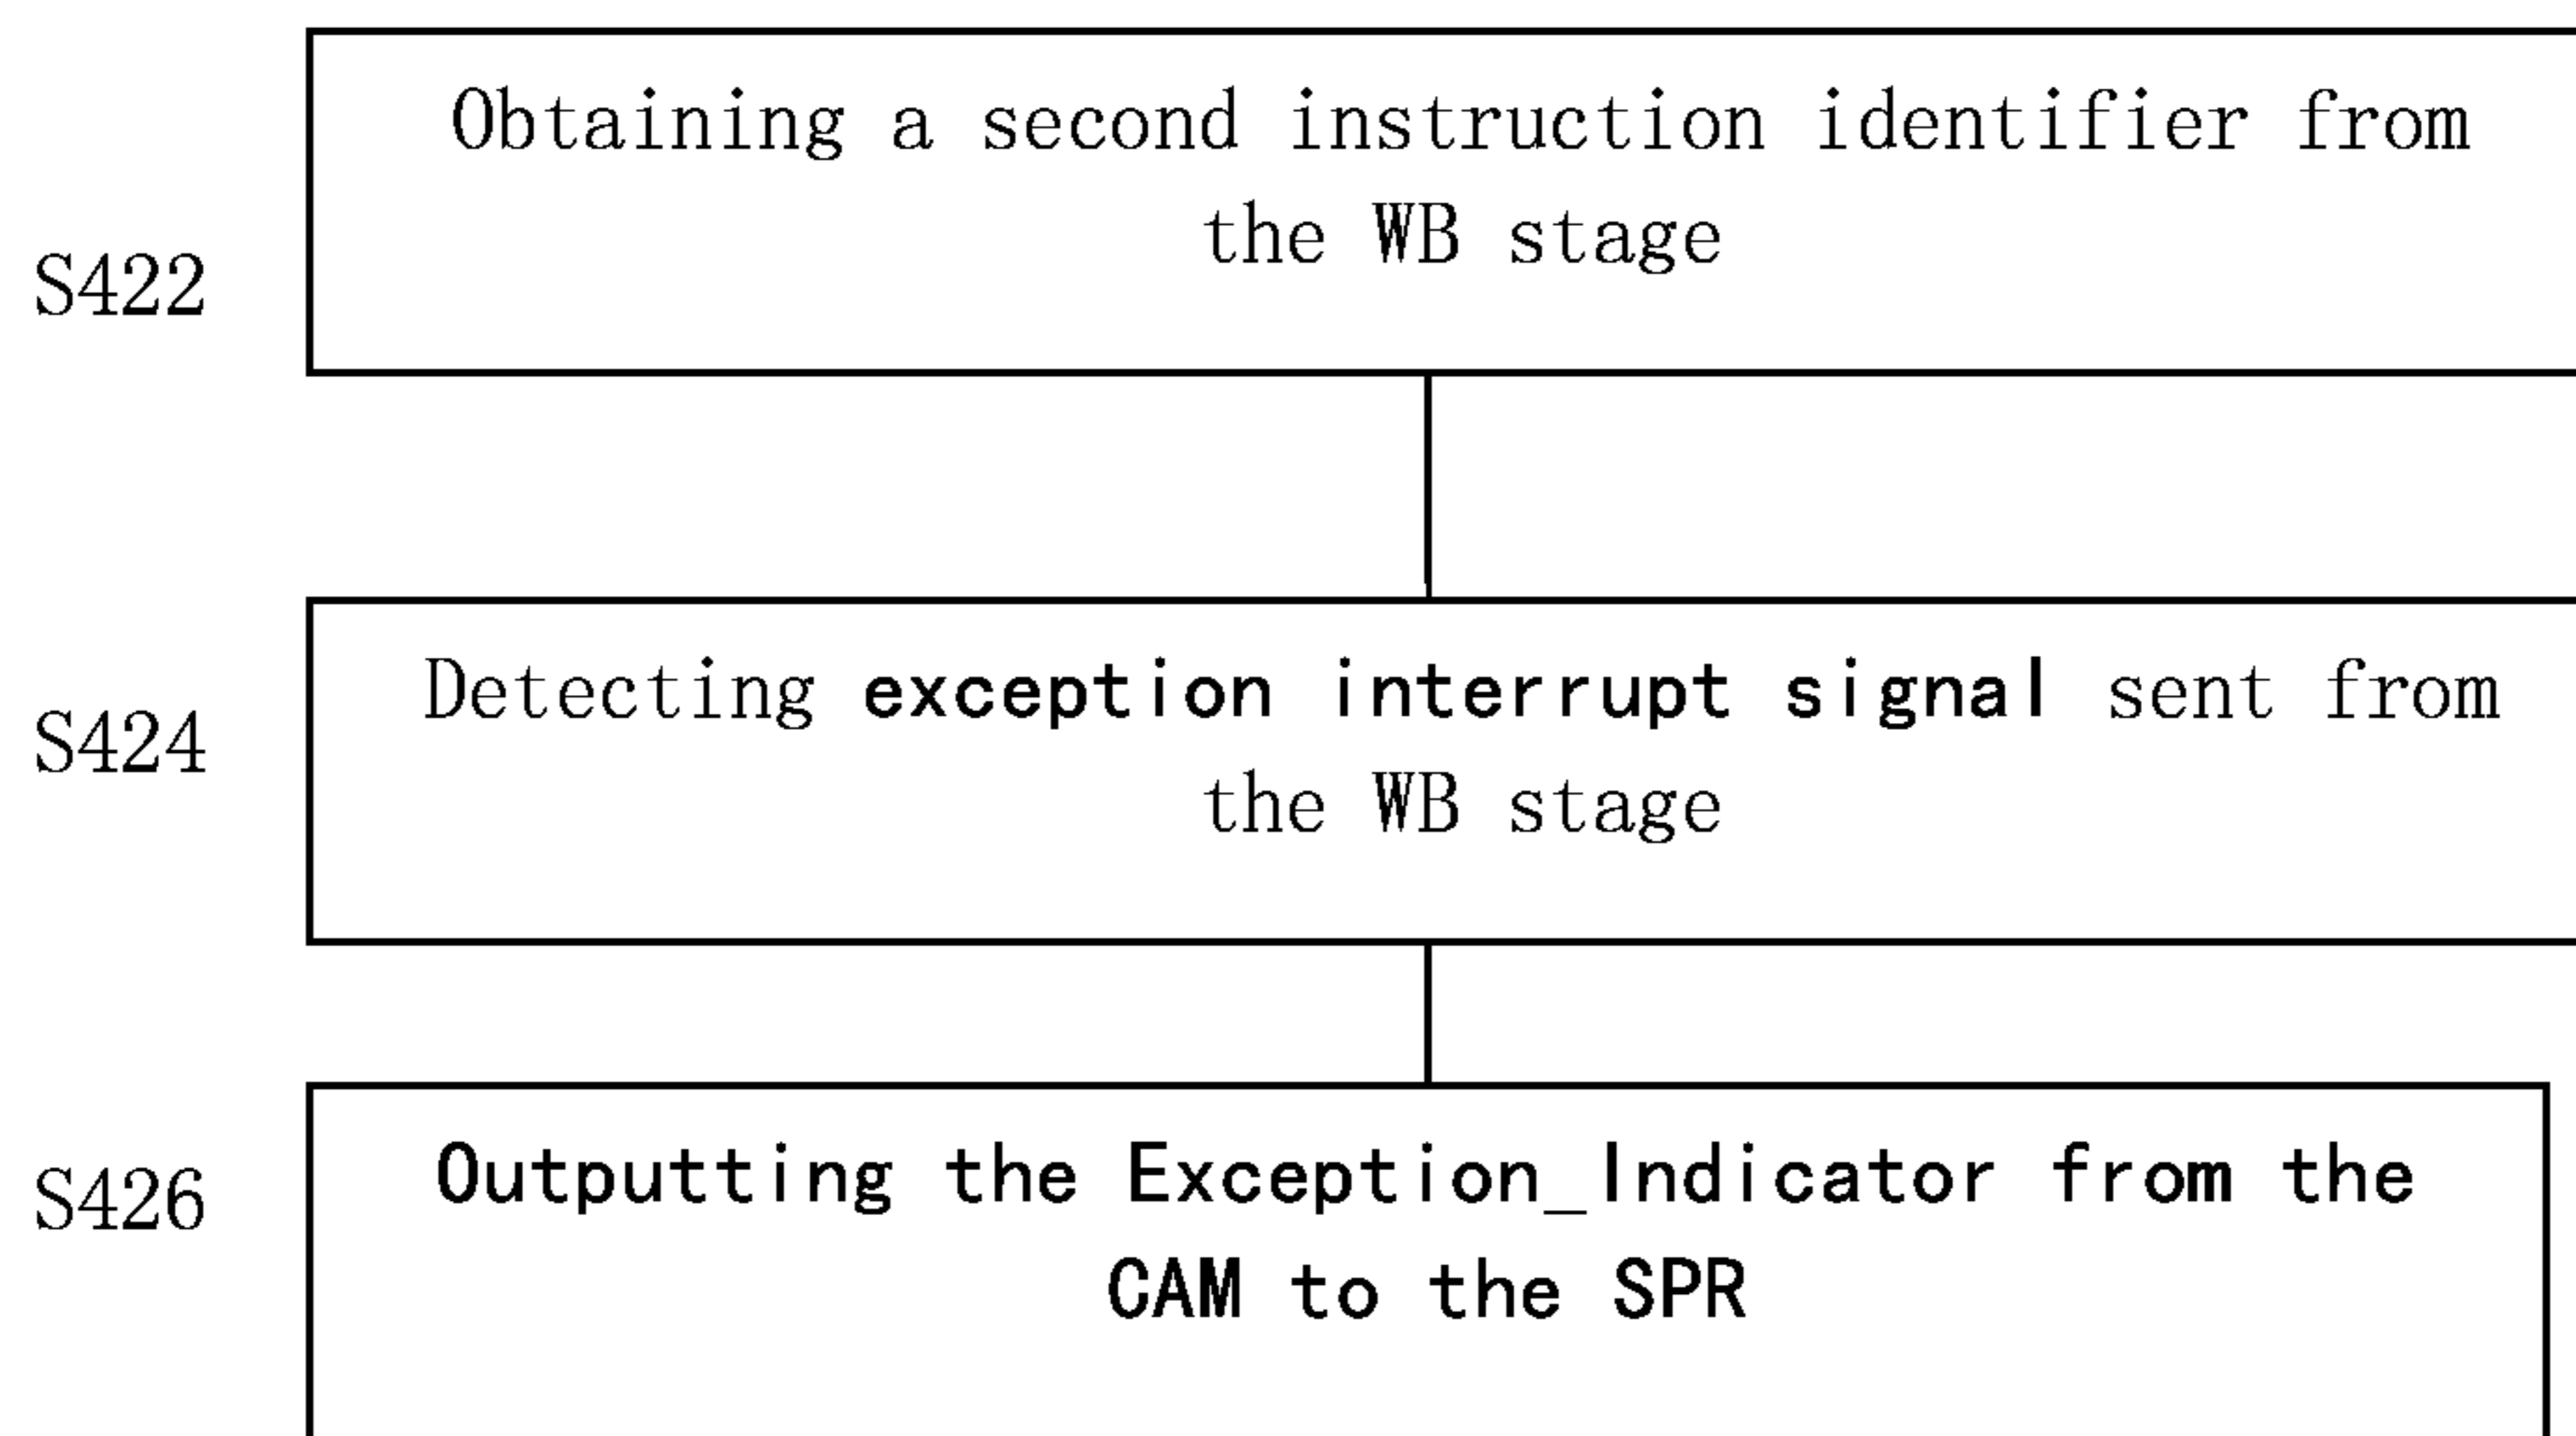 Obtaining a second instruction identifier from
the WB stage
S422
Detecting exception interrupt signal sent from
S424
the WB stage
Outputting the Exception_Indicator from the
S426
CAM to the SPR